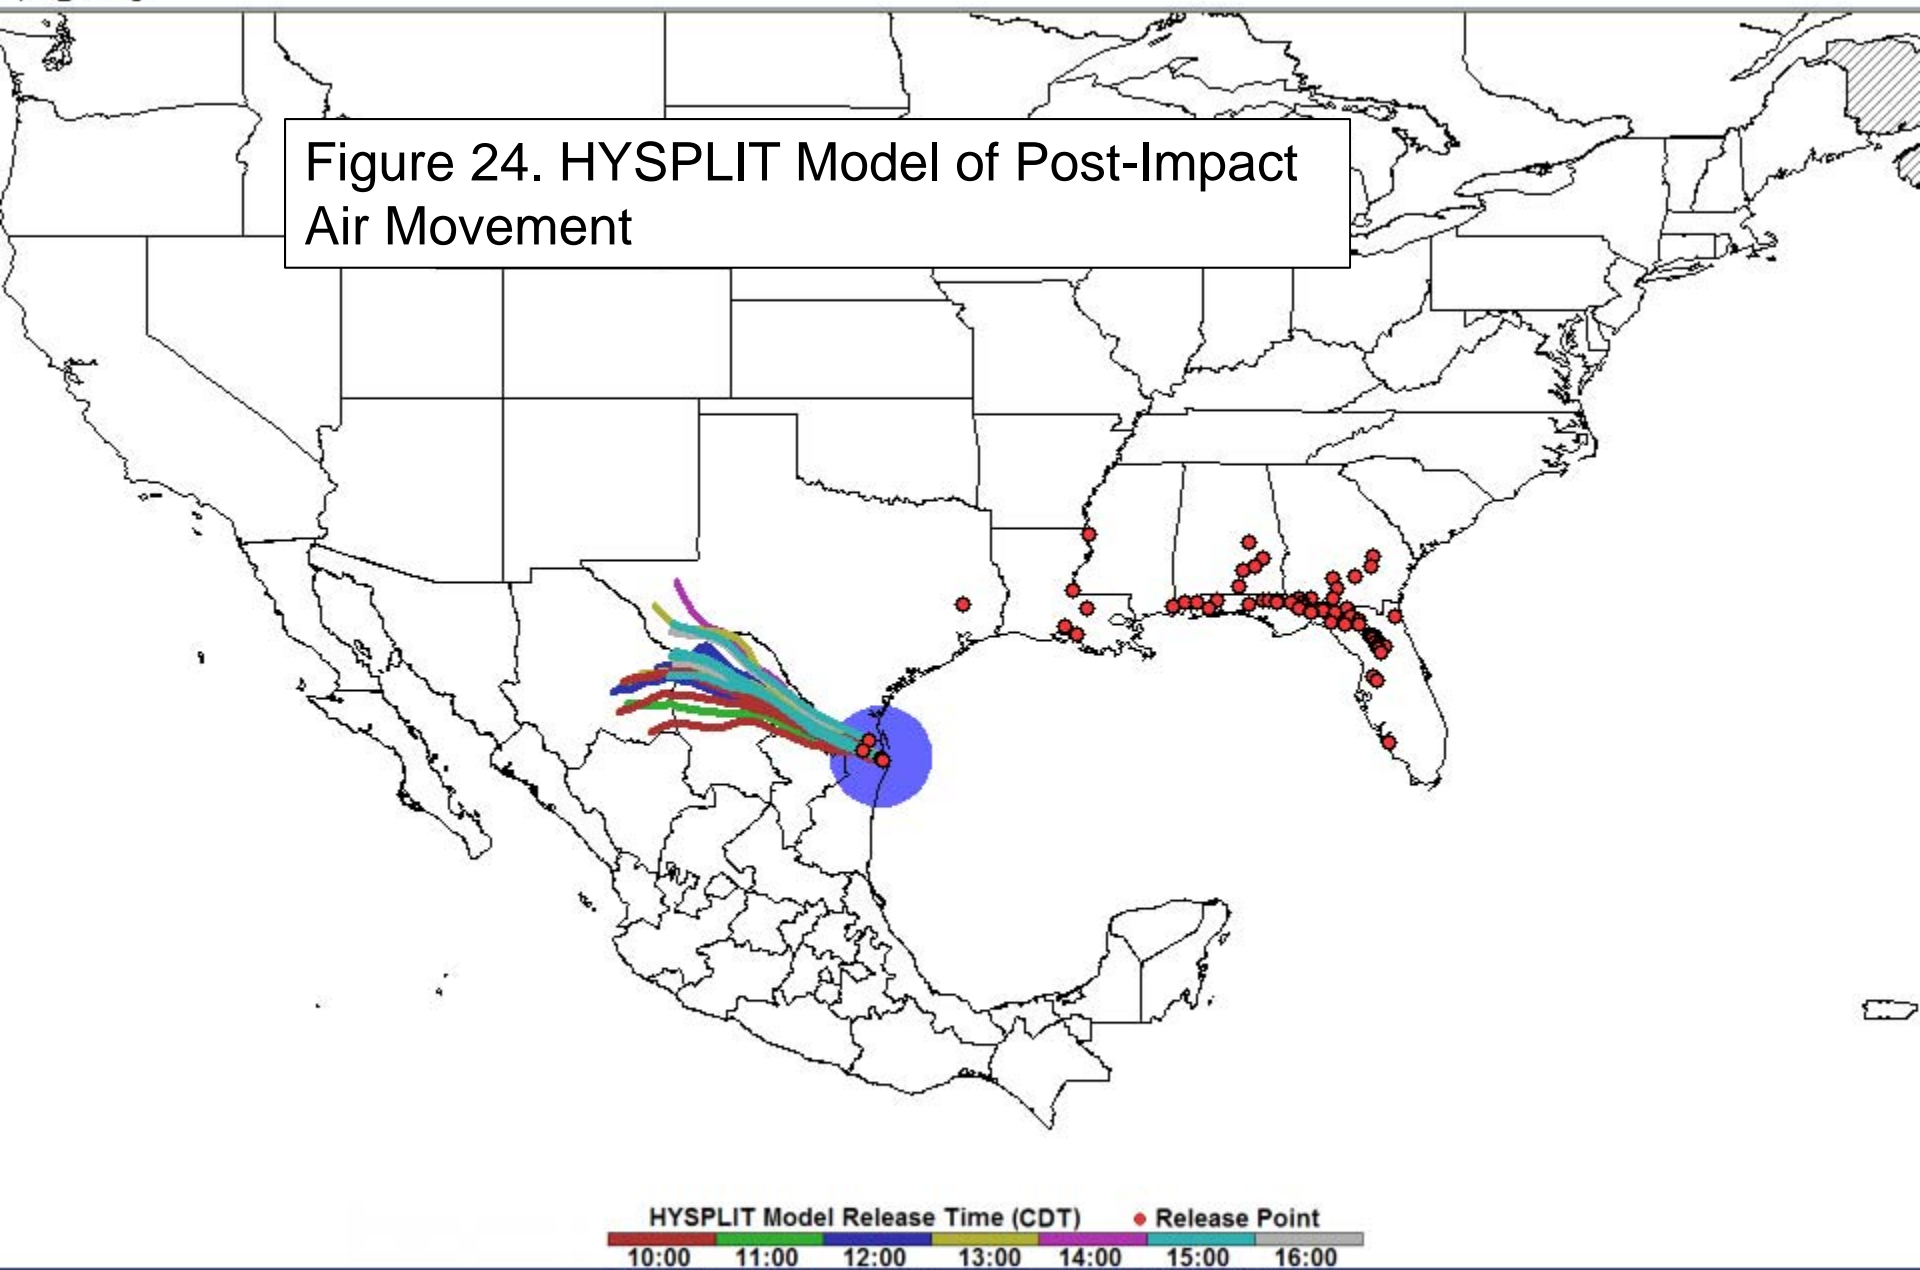 Figure 24. HYSPLIT Model of Post-Impact
Air Movement
HYSPLIT Model Release Time (CDT) Release Point
10:00 11:00 12:00 13:00 14:00 15:00 16:00